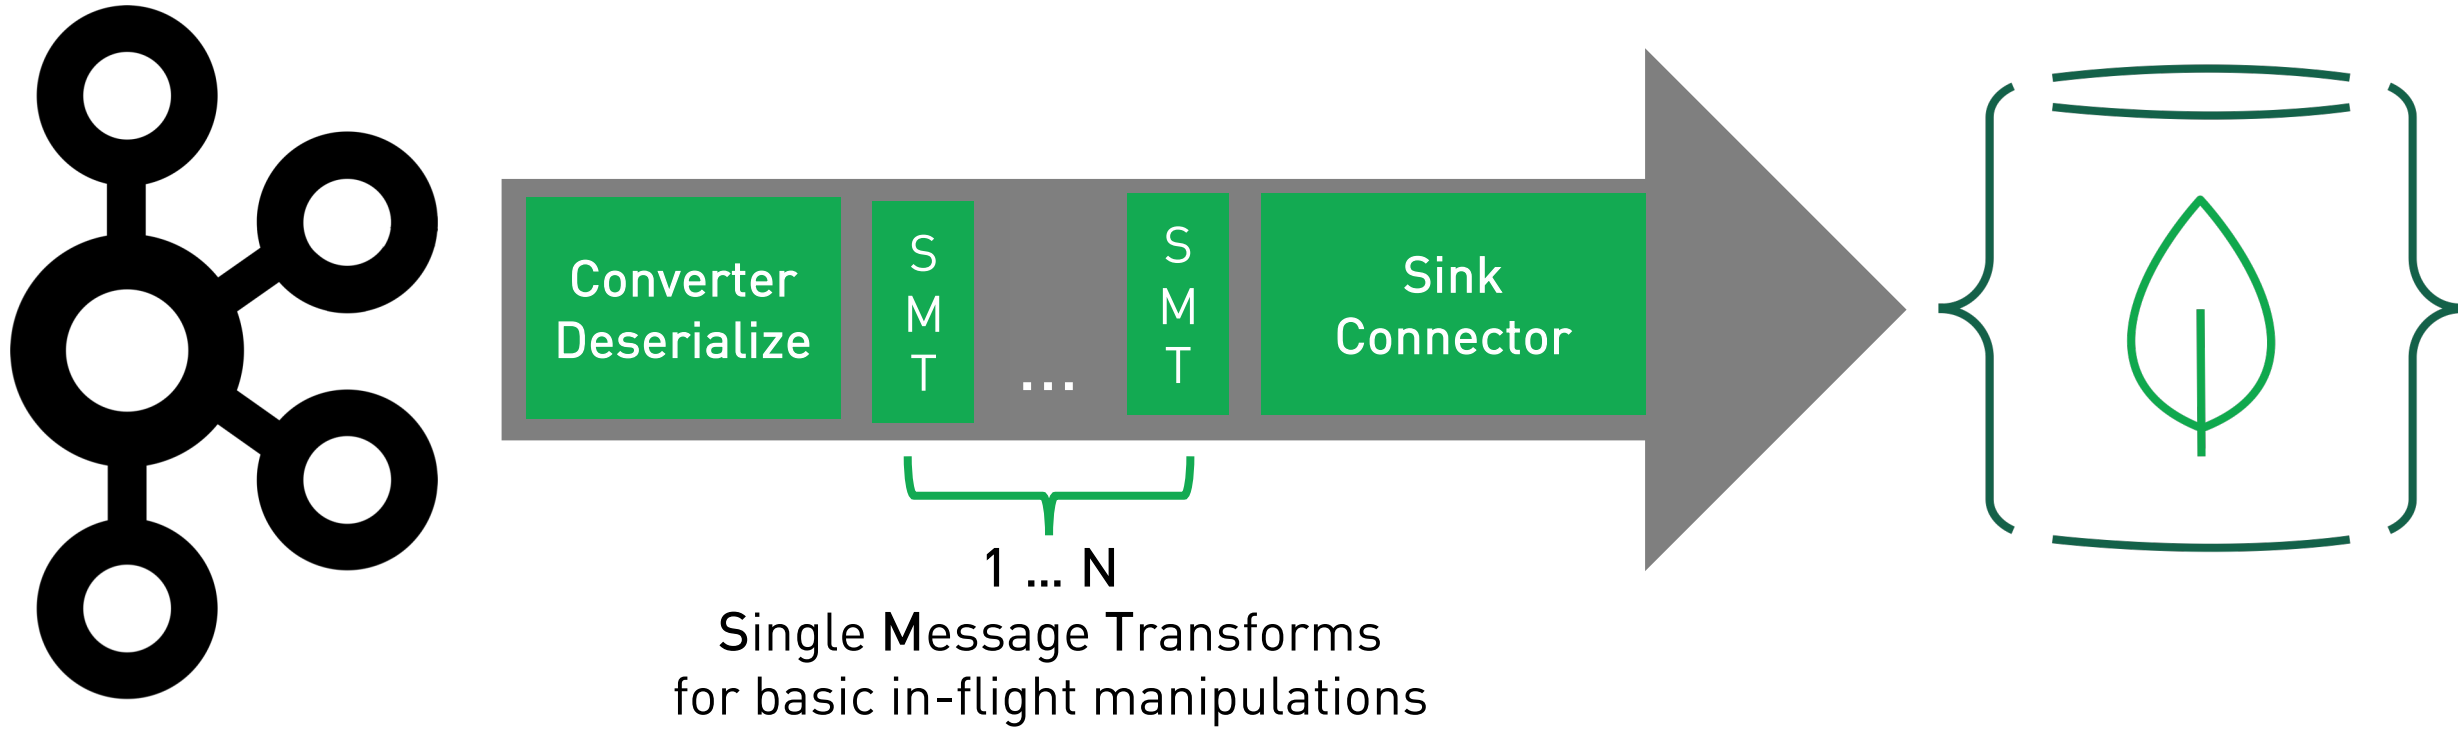 Converter
Deserialize
S
M
T
...
S
M
T
Sink
Connector
1 ... N
Single Message Transforms
for basic in-flight manipulations